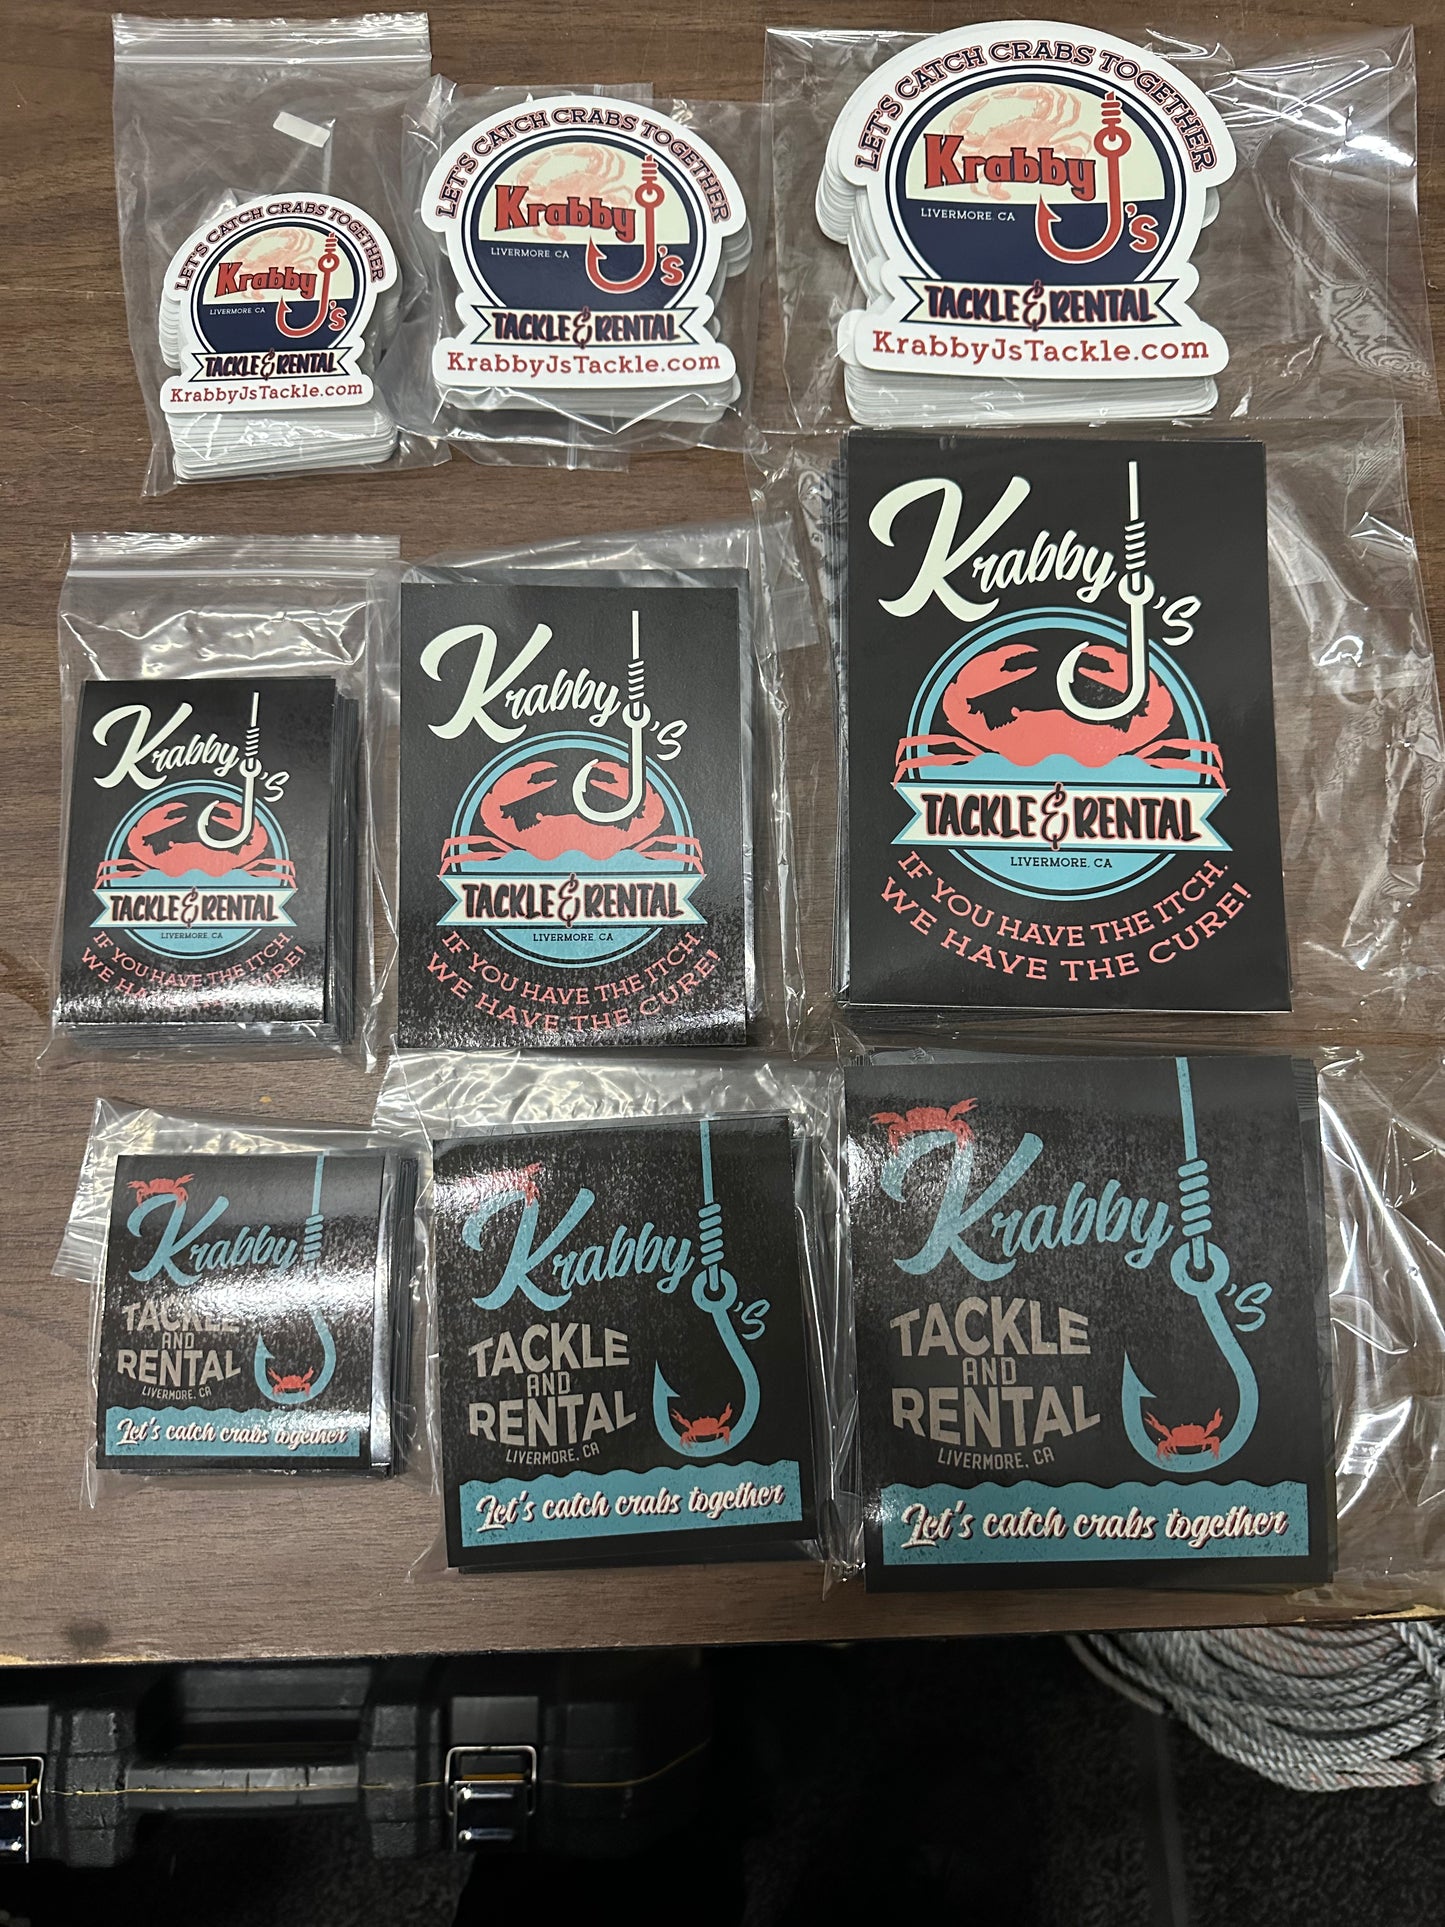 LET'S CATCH CRABS TOGETHER
Krabby J's
LIVERMORE, CA
TACKLE & RENTAL
KrabbyJsTackle.com
LET'S CATCH CRABS TOGETHER
Krabby J's
LIVERMORE, CA
TACKLE & RENTAL
KrabbyJsTackle.com
LET'S CATCH CRABS TOGETHER
Krabby J's
LIVERMORE, CA
TACKLE & RENTAL
KrabbyJsTackle.com
Krabby J's
TACKLE & RENTAL
LIVERMORE, CA
IF YOU HAVE THE ITCH,
WE HAVE THE CURE!
Krabby J's
TACKLE & RENTAL
LIVERMORE, CA
IF YOU HAVE THE ITCH,
WE HAVE THE CURE!
Krabby J's
TACKLE & RENTAL
LIVERMORE, CA
IF YOU HAVE THE ITCH,
WE HAVE THE CURE!
Krabby J
TACKLE
AND
RENTAL
LIVERMORE, CA
Let's catch crabs together
Krabby J's
TACKLE
AND
RENTAL
LIVERMORE, CA
Let's catch crabs together
Krabby J's
TACKLE
AND
RENTAL
LIVERMORE, CA
Let's catch crabs together